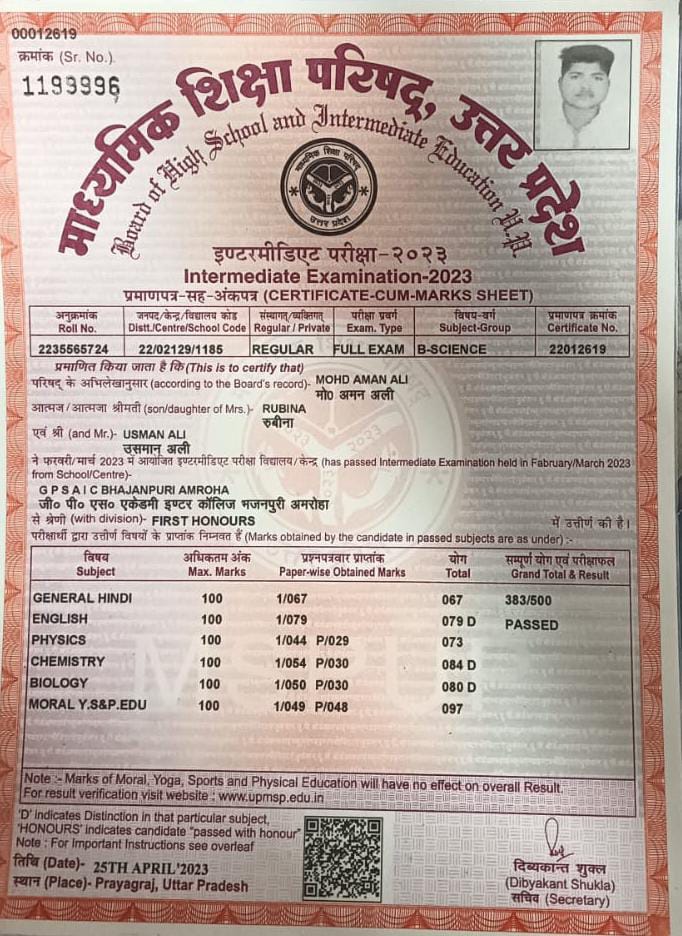 00012619
क्रमांक (Sr. No.)
1199996
माध्यमिक शिक्षा परिषद्, उत्तर प्रदेश
Board of High School and Intermediate Education U.P.
माध्यमिक शिक्षा परिषद्
उत्तर प्रदेश
इण्टरमीडिएट परीक्षा-२०२३
Intermediate Examination-2023
प्रमाणपत्र-सह-अंकपत्र (CERTIFICATE-CUM-MARKS SHEET)
अनुक्रमांक जनपद/केन्द्र/विद्यालय कोड संस्थागत/व्यक्तिगत परीक्षा प्रवर्ग विषय-वर्ग प्रमाणपत्र क्रमांक
Roll No. Distt./Centre/School Code Regular / Private Exam. Type Subject-Group Certificate No.
2235565724 22/02129/1185 REGULAR FULL EXAM B-SCIENCE 22012619
प्रमाणित किया जाता है कि (This is to certify that)
परिषद् के अभिलेखानुसार (according to the Board's record)- MOHD AMAN ALI
मो० अमन अली
आत्मज/आत्मजा श्रीमती (son/daughter of Mrs.)- RUBINA
रुबीना
एवं श्री (and Mr.)- USMAN ALI
उसमान अली
ने फरवरी/मार्च 2023 में आयोजित इण्टरमीडिएट परीक्षा विद्यालय/केन्द्र (has passed Intermediate Examination held in Fabruary/March 2023
from School/Centre)-
G P S A I C BHAJANPURI AMROHA
जी० पी० एस० एकेडमी इण्टर कॉलिज भजनपुरी अमरोहा
से श्रेणी (with division)- FIRST HONOURS में उत्तीर्ण की है।
परीक्षार्थी द्वारा उत्तीर्ण विषयों के प्राप्तांक निम्नवत हैं (Marks obtained by the candidate in passed subjects are as under) :-
विषय अधिकतम अंक प्रश्नपत्रवार प्राप्तांक योग सम्पूर्ण योग एवं परीक्षाफल
Subject Max. Marks Paper-wise Obtained Marks Total Grand Total & Result
GENERAL HINDI 100 1/067 067 383/500
ENGLISH 100 1/079 079 D PASSED
PHYSICS 100 1/044 P/029 073
CHEMISTRY 100 1/054 P/030 084 D
BIOLOGY 100 1/050 P/030 080 D
MORAL Y.S&P.EDU 100 1/049 P/048 097
Note :- Marks of Moral, Yoga, Sports and Physical Education will have no effect on overall Result.
For result verification visit website : www.upmsp.edu.in
'D' indicates Distinction in that particular subject,
'HONOURS' indicates candidate "passed with honour"
Note : For Important Instructions see overleaf
तिथि (Date)- 25TH APRIL'2023
स्थान (Place)- Prayagraj, Uttar Pradesh
दिब्यकान्त शुक्ल
(Dibyakant Shukla)
सचिव (Secretary)